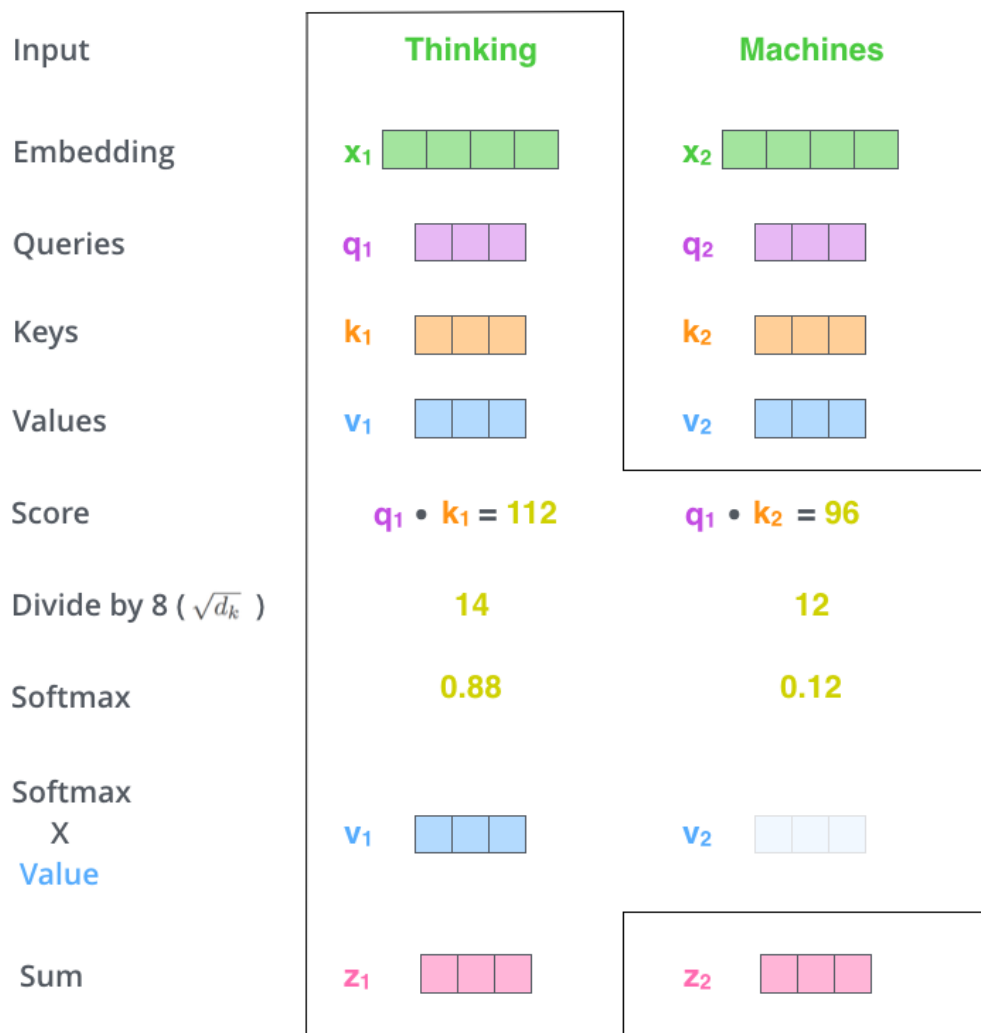 Input Thinking Machines
Embedding x₁ x₂
Queries q₁ q₂
Keys k₁ k₂
Values v₁ v₂
Score q₁ • k₁ = 112 q₁ • k₂ = 96
Divide by 8 ( √dₖ ) 14 12
Softmax 0.88 0.12
Softmax
X v₁ v₂
Value
Sum z₁ z₂